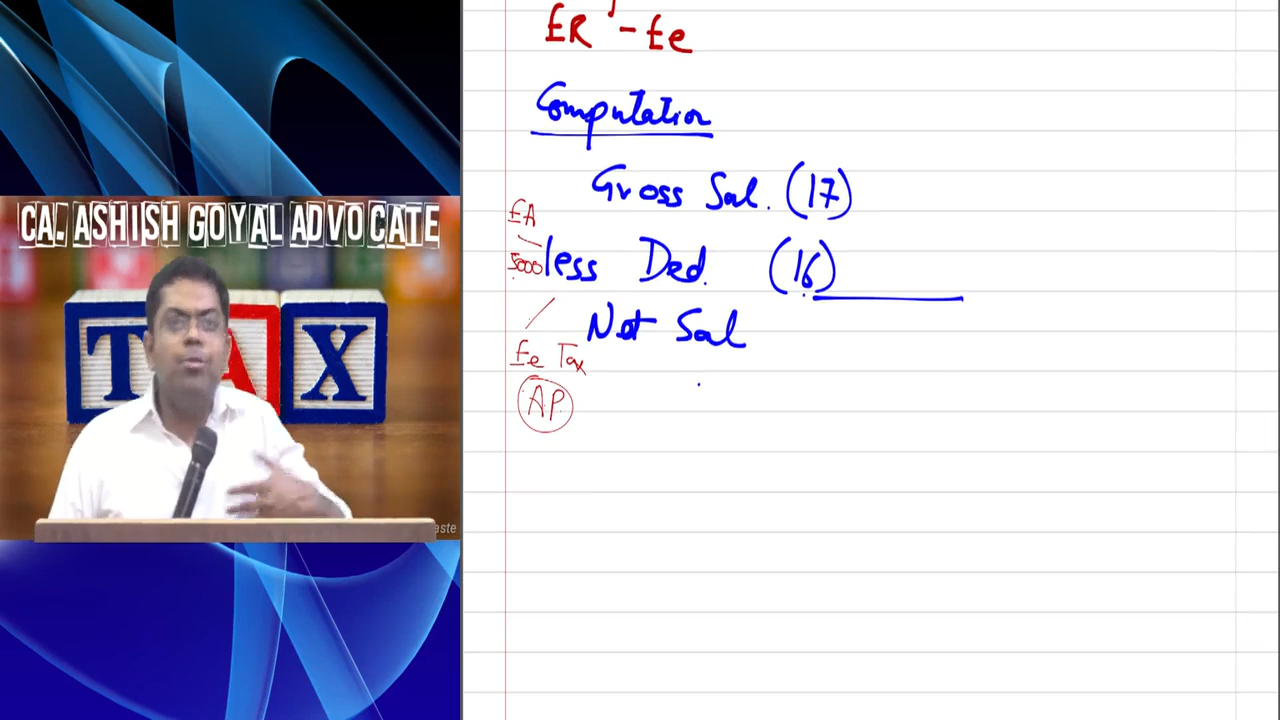 CA. ASHISH GOYAL ADVOCATE
TAX
aste
ER - Ee
Computation
Gross Sal. (17)
EA
5000
less Ded. (16)
Net Sal
Ee Tax
AP